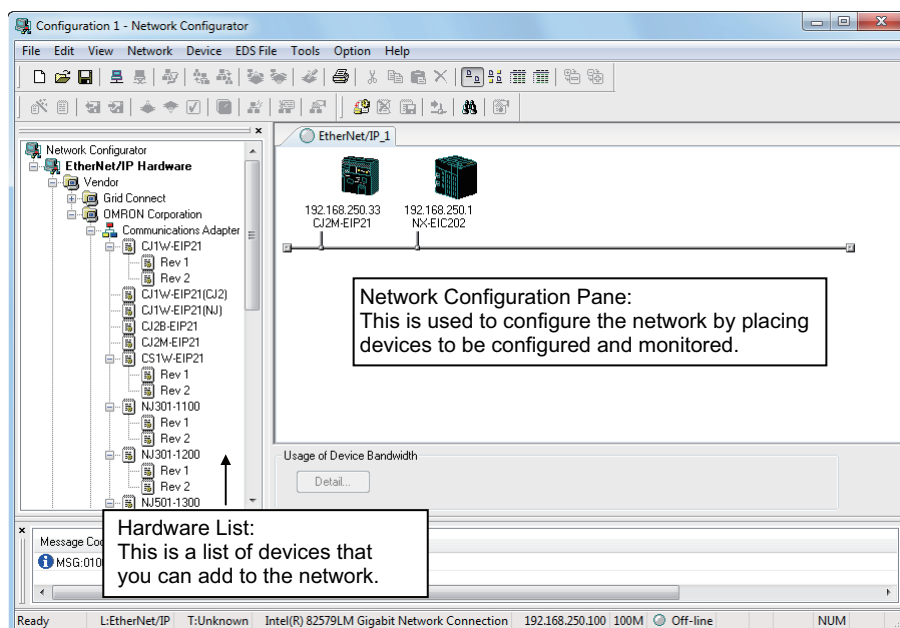 Configuration 1 - Network Configurator
File Edit View Network Device EDS File Tools Option Help
Network Configurator
EtherNet/IP Hardware
Vendor
Grid Connect
OMRON Corporation
Communications Adapter
CJ1W-EIP21
Rev 1
Rev 2
CJ1W-EIP21(CJ2)
CJ1W-EIP21(NJ)
CJ2B-EIP21
CJ2M-EIP21
CS1W-EIP21
Rev 1
Rev 2
NJ301-1100
Rev 1
Rev 2
NJ301-1200
Rev 1
Rev 2
NJ501-1300
EtherNet/IP_1
192.168.250.33 192.168.250.1
CJ2M-EIP21 NX-EIC202
Network Configuration Pane:
This is used to configure the network by placing
devices to be configured and monitored.
Usage of Device Bandwidth
Detail...
Hardware List:
This is a list of devices that
you can add to the network.
Message Co
MSG:010
Ready L:EtherNet/IP T:Unknown Intel(R) 82579LM Gigabit Network Connection 192.168.250.100 100M Off-line NUM